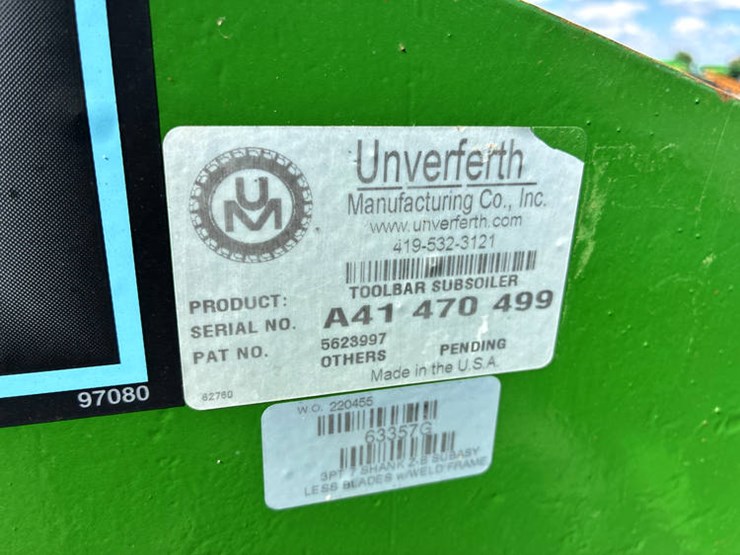 UM
Unverferth
Manufacturing Co., Inc.
www.unverferth.com
419-532-3121
PRODUCT: TOOLBAR SUBSOILER
SERIAL NO. A41 470 499
PAT NO. 5623997
OTHERS PENDING
Made in the U.S.A.
62760
97080
W.O. 220455
63357G
3PT 7 SHANK Z-B SUBASY
LESS BLADES W/WELD FRAME